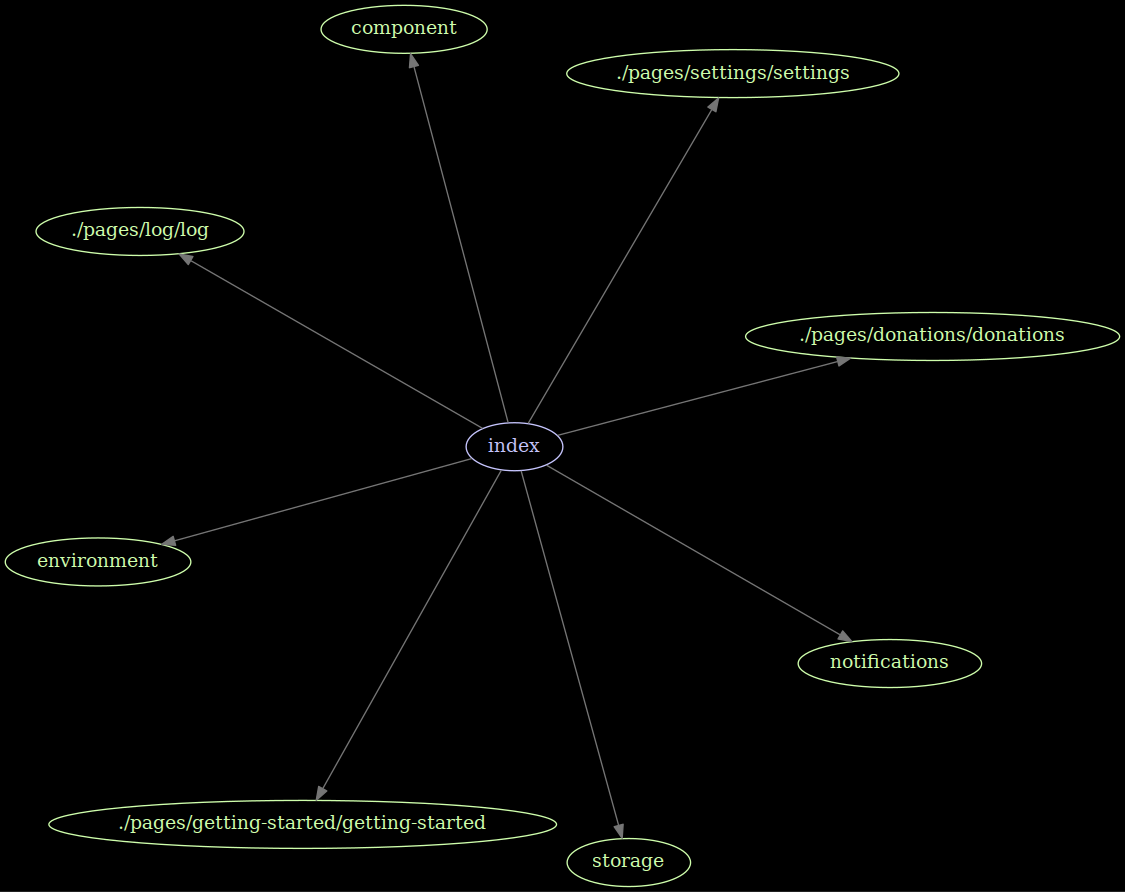 component
./pages/settings/settings
./pages/log/log
./pages/donations/donations
index
environment
notifications
./pages/getting-started/getting-started
storage